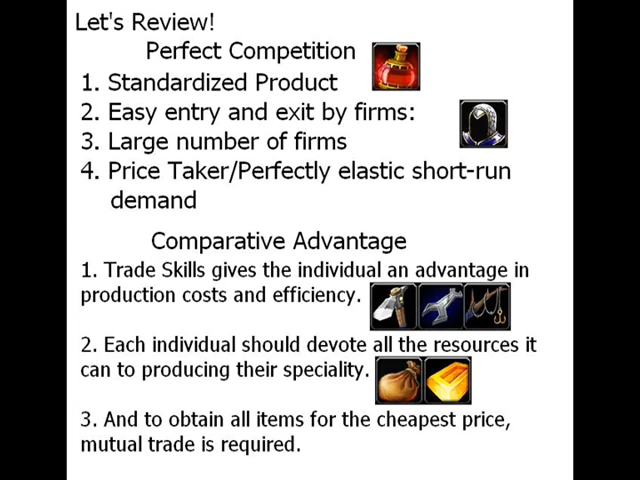 Let's Review!
Perfect Competition
1. Standardized Product
2. Easy entry and exit by firms:
3. Large number of firms
4. Price Taker/Perfectly elastic short-run
demand
Comparative Advantage
1. Trade Skills gives the individual an advantage in
production costs and efficiency.
2. Each individual should devote all the resources it
can to producing their speciality.
3. And to obtain all items for the cheapest price,
mutual trade is required.